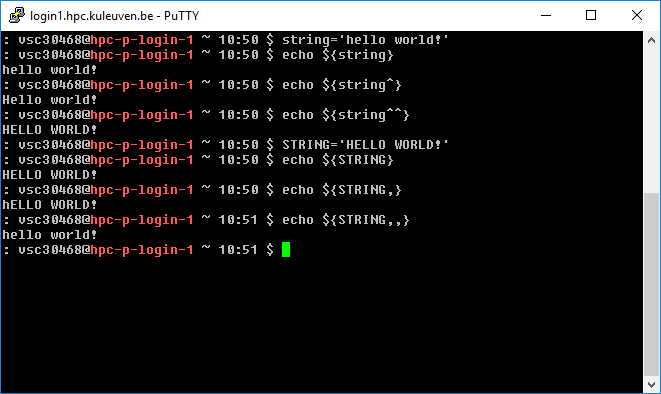 login1.hpc.kuleuven.be - PuTTY
: vsc30468@hpc-p-login-1 ~ 10:50 $ string='hello world!'
: vsc30468@hpc-p-login-1 ~ 10:50 $ echo ${string}
hello world!
: vsc30468@hpc-p-login-1 ~ 10:50 $ echo ${string^}
Hello world!
: vsc30468@hpc-p-login-1 ~ 10:50 $ echo ${string^^}
HELLO WORLD!
: vsc30468@hpc-p-login-1 ~ 10:50 $ STRING='HELLO WORLD!'
: vsc30468@hpc-p-login-1 ~ 10:50 $ echo ${STRING}
HELLO WORLD!
: vsc30468@hpc-p-login-1 ~ 10:50 $ echo ${STRING,}
hELLO WORLD!
: vsc30468@hpc-p-login-1 ~ 10:51 $ echo ${STRING,,}
hello world!
: vsc30468@hpc-p-login-1 ~ 10:51 $